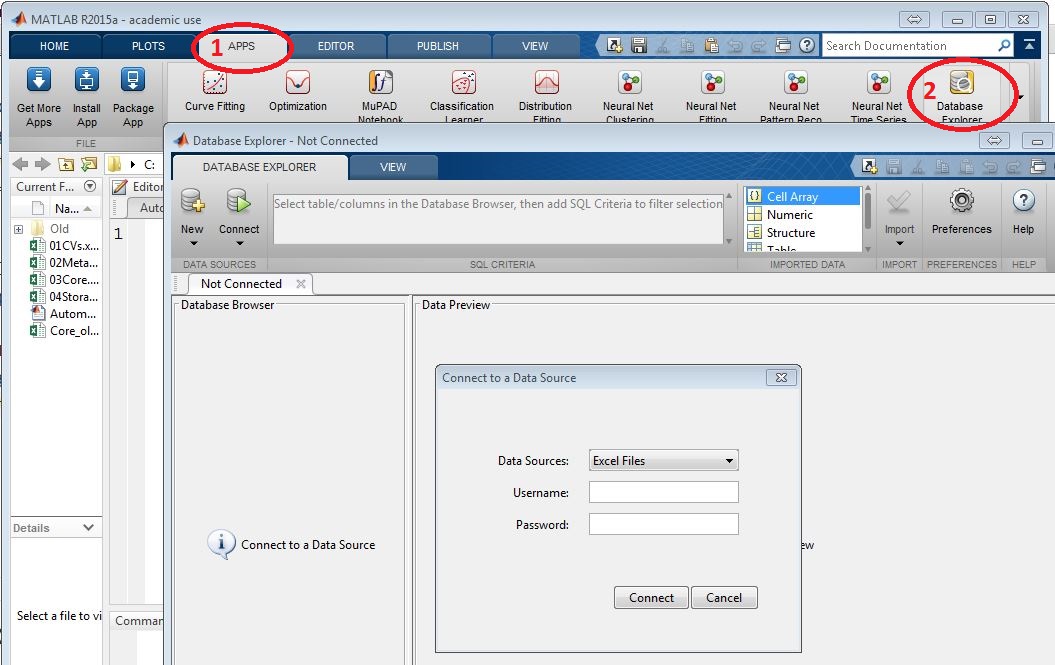 MATLAB R2015a - academic use
HOME PLOTS 1 APPS EDITOR PUBLISH VIEW Search Documentation
Get More Apps
Install App
Package App
FILE
Curve Fitting
Optimization
MuPAD Notebook
Classification Learner
Distribution Fitting
Neural Net Clustering
Neural Net Fitting
Neural Net Pattern Reco
Neural Net Time Series
2 Database Explorer
C:
Current F...
Editor
Na...
Auto
1
Old
01CVs.x...
02Meta...
03Core....
04Stora...
Autom...
Core_ol...
Details
Select a file to vi
Comman
Database Explorer - Not Connected
DATABASE EXPLORER VIEW
New
Connect
DATA SOURCES
Select table/columns in the Database Browser, then add SQL Criteria to filter selection
SQL CRITERIA
Cell Array
Numeric
Structure
Table
IMPORTED DATA
Import
IMPORT
Preferences
PREFERENCES
Help
HELP
Not Connected
Database Browser
Connect to a Data Source
Data Preview
ew
Connect to a Data Source
Data Sources: Excel Files
Username:
Password:
Connect Cancel